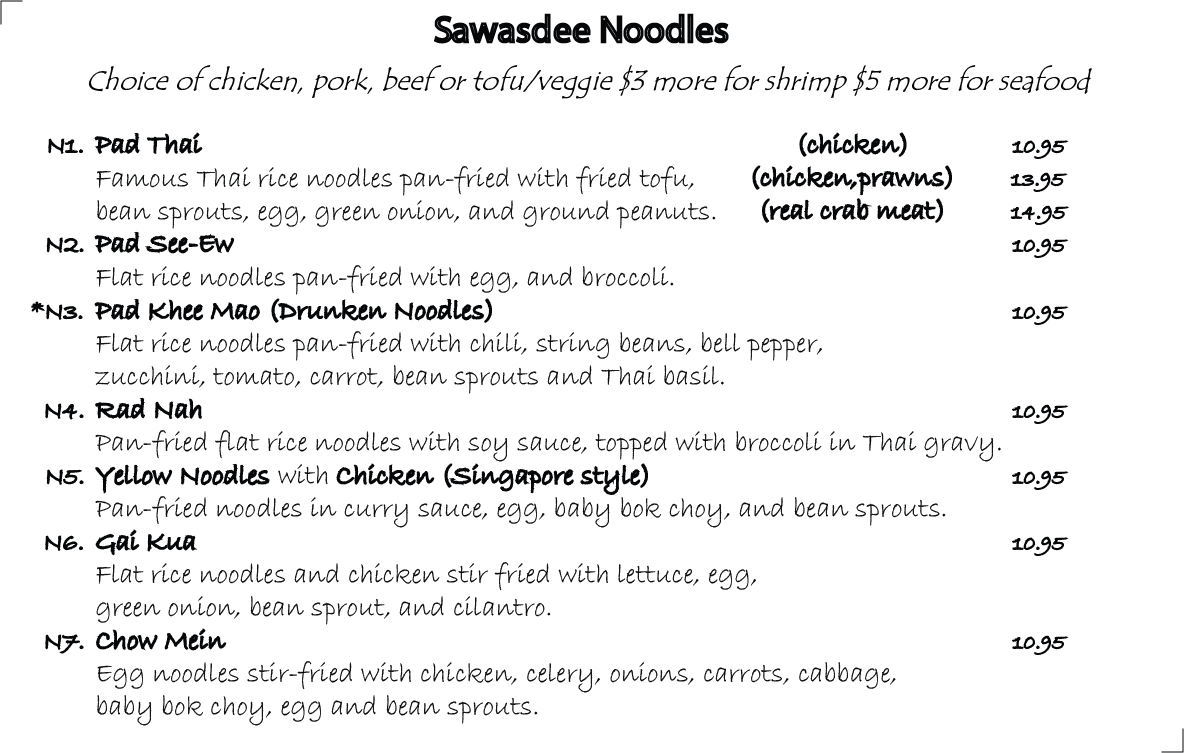 Sawasdee Noodles
Choice of chicken, pork, beef or tofu/veggie $3 more for shrimp $5 more for seafood
N1. Pad Thai (chicken) 10.95
Famous Thai rice noodles pan-fried with fried tofu, (chicken,prawns) 13.95
bean sprouts, egg, green onion, and ground peanuts. (real crab meat) 14.95
N2. Pad See-Ew 10.95
Flat rice noodles pan-fried with egg, and broccoli.
*N3. Pad Khee Mao (Drunken Noodles) 10.95
Flat rice noodles pan-fried with chili, string beans, bell pepper,
zucchini, tomato, carrot, bean sprouts and Thai basil.
N4. Rad Nah 10.95
Pan-fried flat rice noodles with soy sauce, topped with broccoli in Thai gravy.
N5. Yellow Noodles with Chicken (Singapore style) 10.95
Pan-fried noodles in curry sauce, egg, baby bok choy, and bean sprouts.
N6. Gai Kua 10.95
Flat rice noodles and chicken stir fried with lettuce, egg,
green onion, bean sprout, and cilantro.
N7. Chow Mein 10.95
Egg noodles stir-fried with chicken, celery, onions, carrots, cabbage,
baby bok choy, egg and bean sprouts.